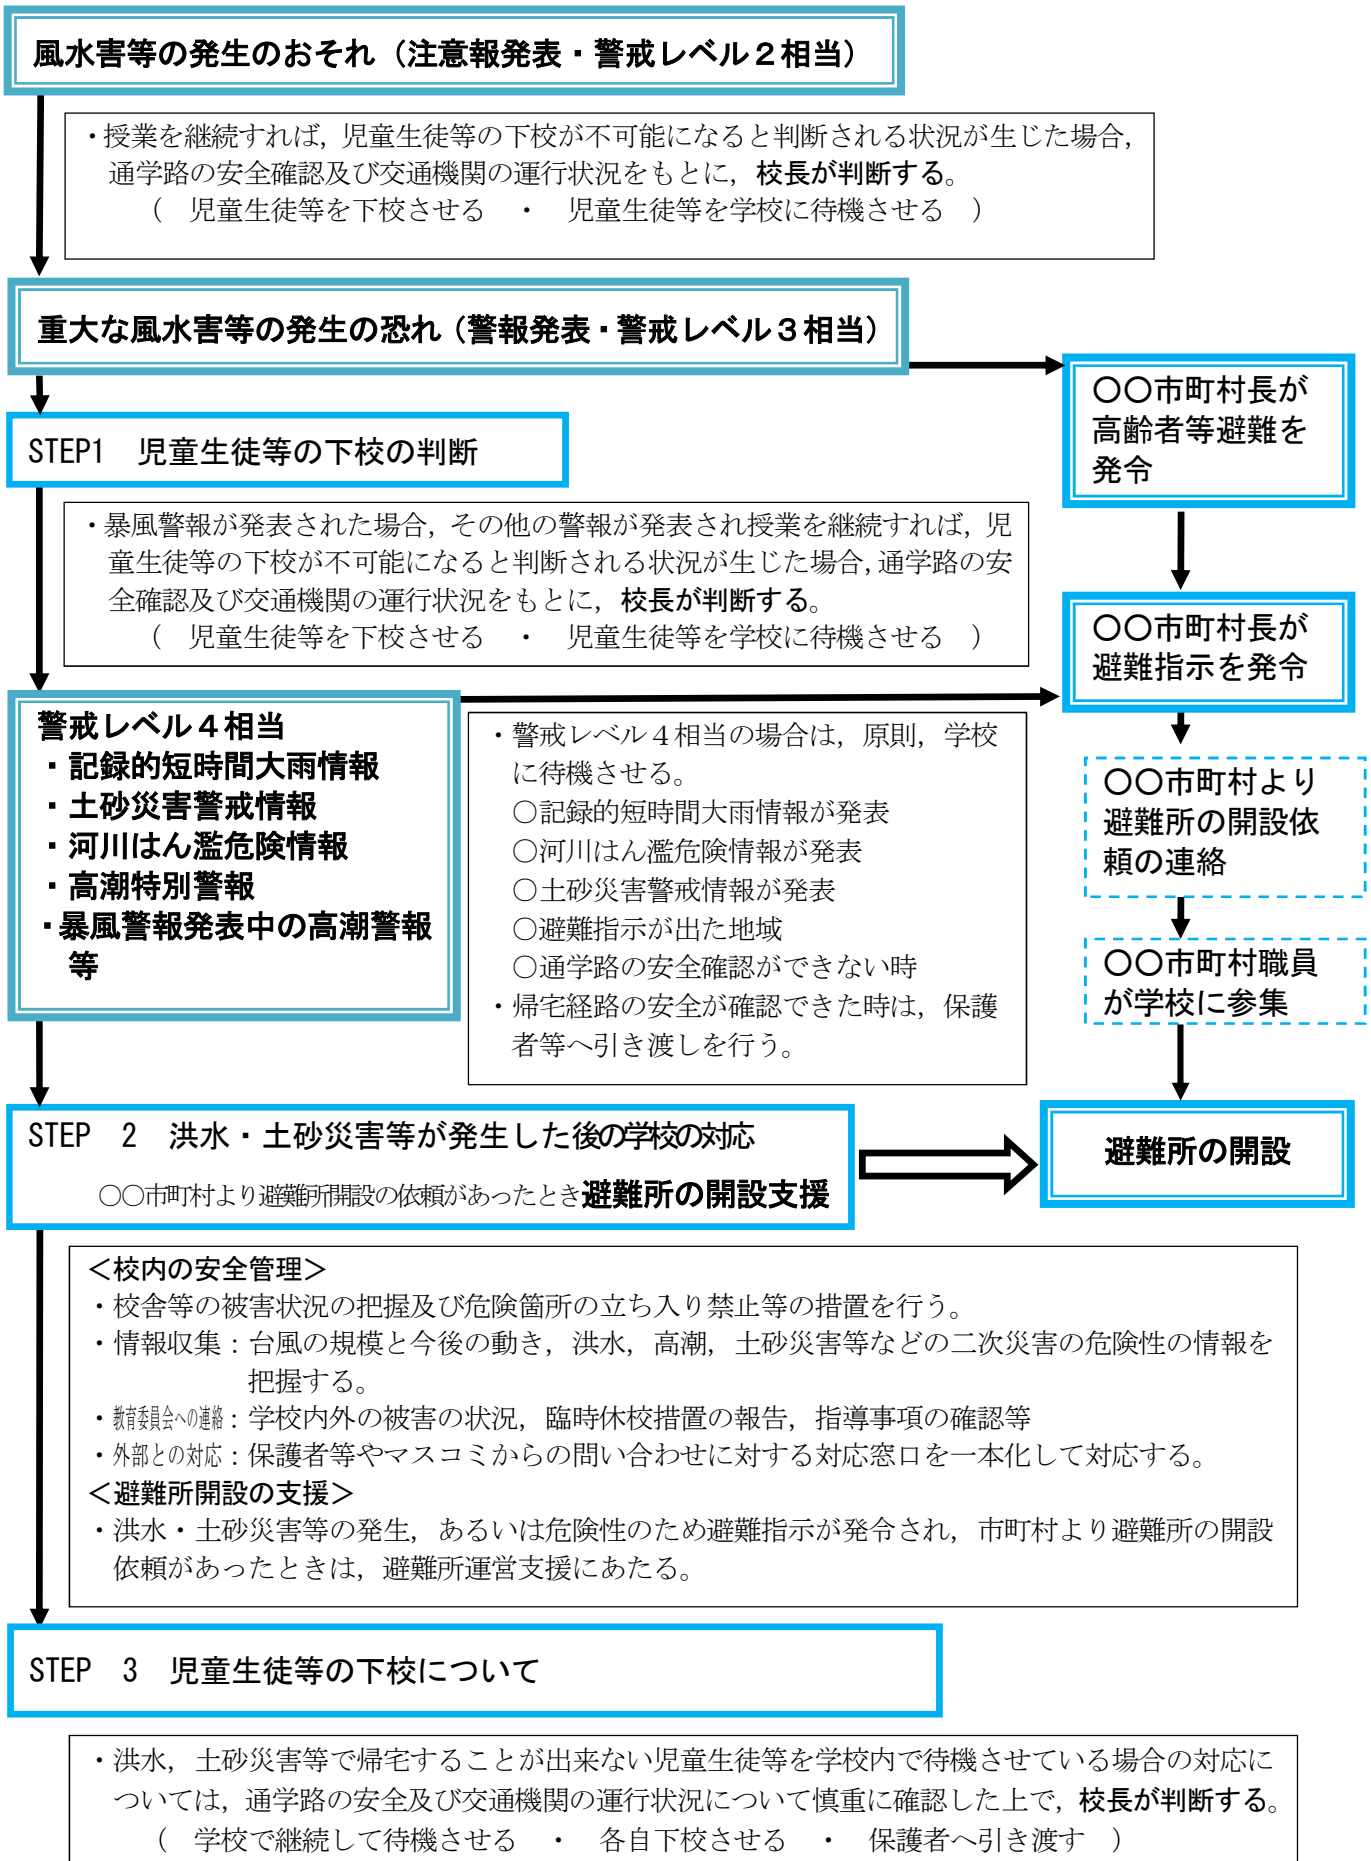 風水害等の発生のおそれ（注意報発表・警戒レベル２相当）
・授業を継続すれば，児童生徒等の下校が不可能になると判断される状況が生じた場合，
通学路の安全確認及び交通機関の運行状況をもとに，校長が判断する。
（　児童生徒等を下校させる　・　児童生徒等を学校に待機させる　）
重大な風水害等の発生の恐れ（警報発表・警戒レベル３相当）
〇〇市町村長が
高齢者等避難を
発令
STEP1　児童生徒等の下校の判断
・暴風警報が発表された場合，その他の警報が発表され授業を継続すれば，児
童生徒等の下校が不可能になると判断される状況が生じた場合，通学路の安
全確認及び交通機関の運行状況をもとに，校長が判断する。
（　児童生徒等を下校させる　・　児童生徒等を学校に待機させる　）
〇〇市町村長が
避難指示を発令
警戒レベル４相当
・記録的短時間大雨情報
・土砂災害警戒情報
・河川はん濫危険情報
・高潮特別警報
・暴風警報発表中の高潮警報
等
・警戒レベル４相当の場合は，原則，学校
に待機させる。
○記録的短時間大雨情報が発表
○河川はん濫危険情報が発表
○土砂災害警戒情報が発表
○避難指示が出た地域
○通学路の安全確認ができない時
・帰宅経路の安全が確認できた時は，保護
者等へ引き渡しを行う。
〇〇市町村より
避難所の開設依
頼の連絡
〇〇市町村職員
が学校に参集
STEP　2　洪水・土砂災害等が発生した後の学校の対応
○○市町村より避難所開設の依頼があったとき避難所の開設支援
避難所の開設
＜校内の安全管理＞
・校舎等の被害状況の把握及び危険箇所の立ち入り禁止等の措置を行う。
・情報収集：台風の規模と今後の動き，洪水，高潮，土砂災害等などの二次災害の危険性の情報を
把握する。
・教育委員会への連絡：学校内外の被害の状況，臨時休校措置の報告，指導事項の確認等
・外部との対応：保護者等やマスコミからの問い合わせに対する対応窓口を一本化して対応する。
＜避難所開設の支援＞
・洪水・土砂災害等の発生，あるいは危険性のため避難指示が発令され，市町村より避難所の開設
依頼があったときは，避難所運営支援にあたる。
STEP　3　児童生徒等の下校について
・洪水，土砂災害等で帰宅することが出来ない児童生徒等を学校内で待機させている場合の対応に
ついては，通学路の安全及び交通機関の運行状況について慎重に確認した上で，校長が判断する。
（　学校で継続して待機させる　・　各自下校させる　・　保護者へ引き渡す　）